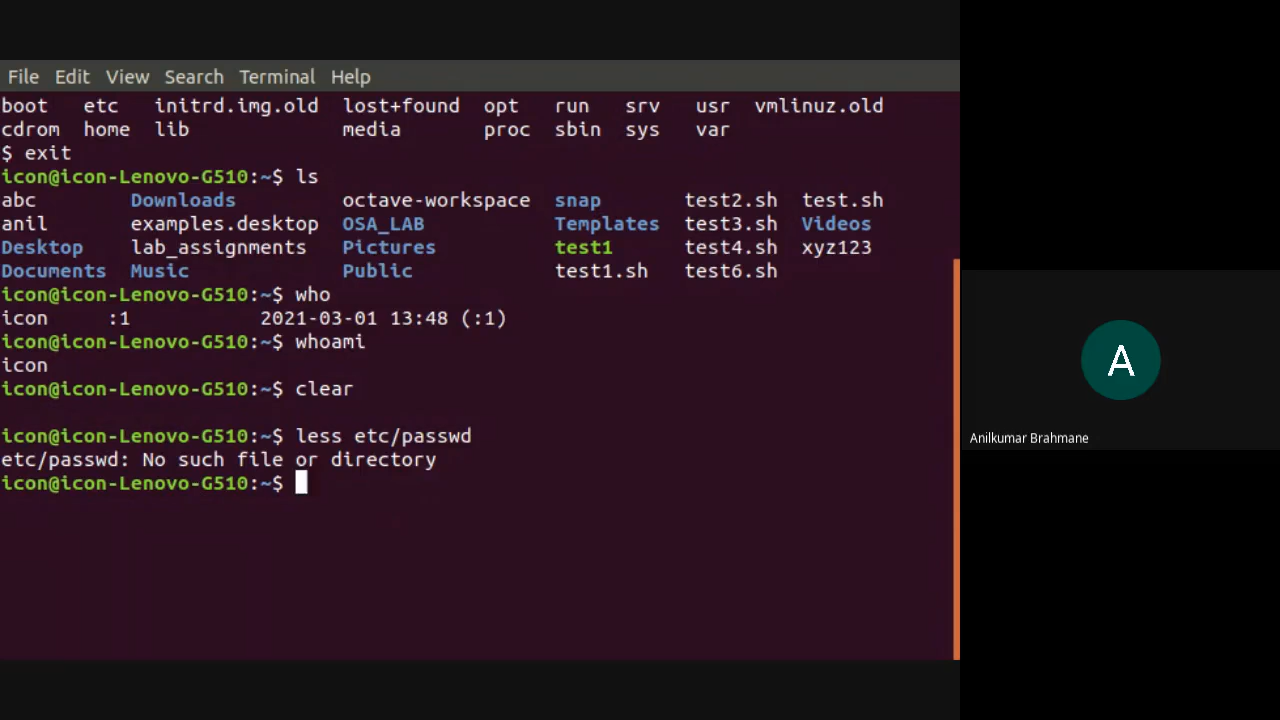 File Edit View Search Terminal Help
boot etc initrd.img.old lost+found opt run srv usr vmlinuz.old
cdrom home lib media proc sbin sys var
$ exit
icon@icon-Lenovo-G510:~$ ls
abc Downloads octave-workspace snap test2.sh test.sh
anil examples.desktop OSA_LAB Templates test3.sh Videos
Desktop lab_assignments Pictures test1 test4.sh xyz123
Documents Music Public test1.sh test6.sh
icon@icon-Lenovo-G510:~$ who
icon :1 2021-03-01 13:48 (:1)
icon@icon-Lenovo-G510:~$ whoami
icon
icon@icon-Lenovo-G510:~$ clear
icon@icon-Lenovo-G510:~$ less etc/passwd
etc/passwd: No such file or directory
icon@icon-Lenovo-G510:~$
A
Anilkumar Brahmane